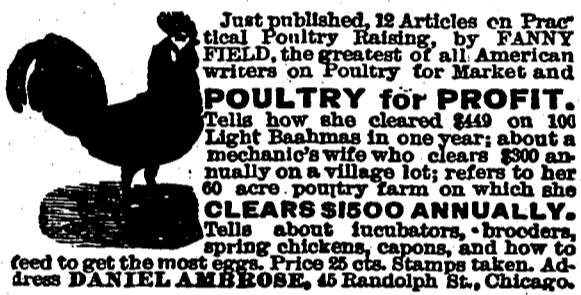 Just published, 12 Articles on Prac-
tical Poultry Raising, by FANNY
FIELD, the greatest of all American
writers on Poultry for Market and
POULTRY for PROFIT.
Tells how she cleared $449 on 100
Light Baahmas in one year; about a
mechanic's wife who clears $300 an-
nually on a village lot; refers to her
60 acre poultry farm on which she
CLEARS $1500 ANNUALLY.
Tells about incubators, brooders,
spring chickens, capons, and how to
feed to get the most eggs. Price 25 cts. Stamps taken. Ad-
dress DANIEL AMBROSE, 45 Randolph St., Chicago.